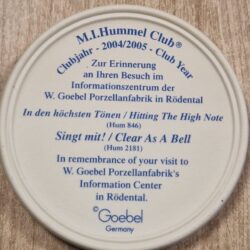 M.I.Hummel Club®
Clubjahr - 2004/2005 - Club Year
Zur Erinnerung
an Ihren Besuch im
Informationszentrum der
W. Goebel Porzellanfabrik in Rödental
In den höchsten Tönen / Hitting The High Note
(Hum 846)
Singt mit! / Clear As A Bell
(Hum 2181)
In remembrance of your visit to
W. Goebel Porzellanfabrik's
Information Center
in Rödental.
©Goebel
Germany